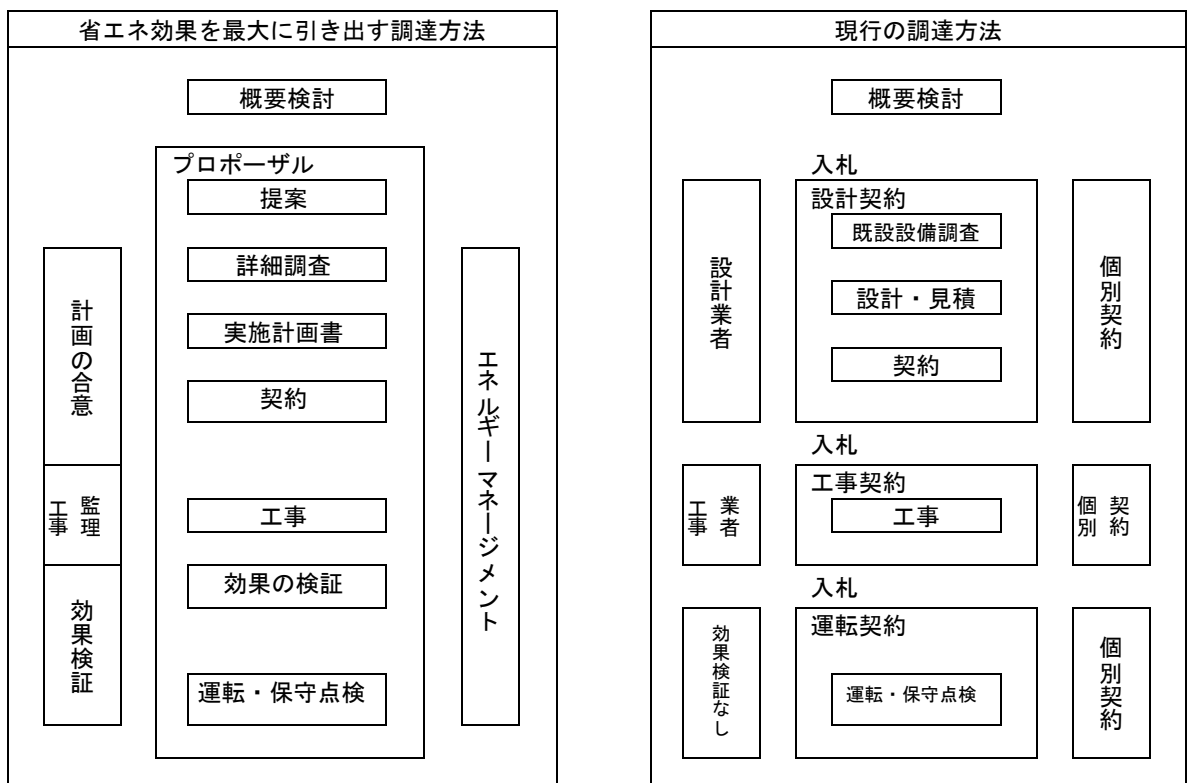 省エネ効果を最大に引き出す調達方法
概要検討
プロポーザル
提案
詳細調査
実施計画書
契約
工事
効果の検証
運転・保守点検
計画の合意
工事
監理
効果検証
エネルギーマネージメント
現行の調達方法
概要検討
入札
設計契約
既設設備調査
設計・見積
契約
設計業者
個別契約
入札
工事契約
工事
工事
業者
個別
契約
入札
運転契約
運転・保守点検
効果検証なし
個別契約